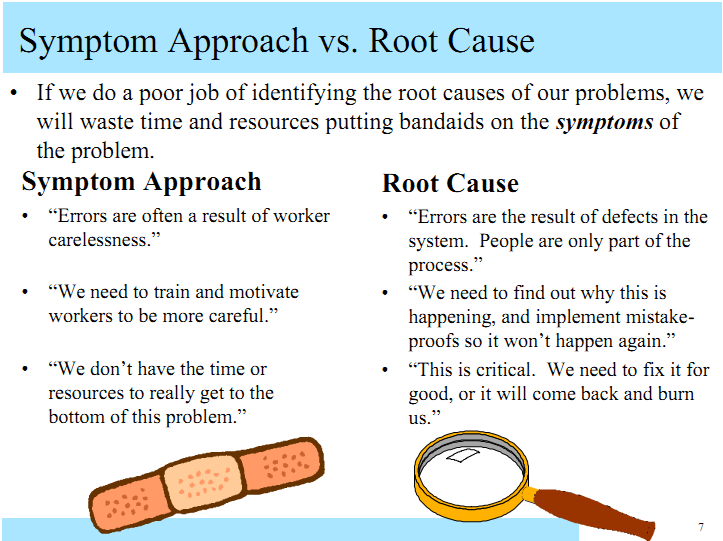 Symptom Approach vs. Root Cause
• If we do a poor job of identifying the root causes of our problems, we
will waste time and resources putting bandaids on the symptoms of
the problem.
Symptom Approach
• “Errors are often a result of worker
carelessness.”
• “We need to train and motivate
workers to be more careful.”
• “We don’t have the time or
resources to really get to the
bottom of this problem.”
Root Cause
• “Errors are the result of defects in the
system.  People are only part of the
process.”
• “We need to find out why this is
happening, and implement mistake-
proofs so it won’t happen again.”
• “This is critical.  We need to fix it for
good, or it will come back and burn
us.”
7